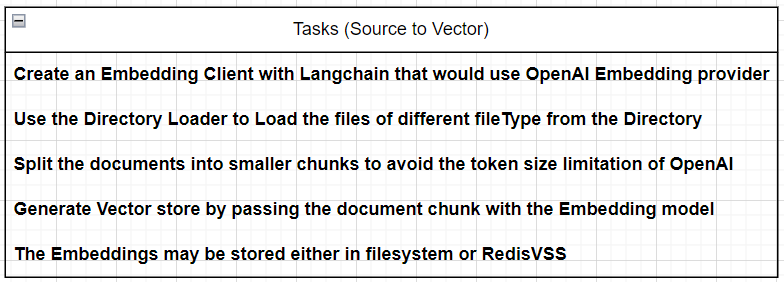 Tasks (Source to Vector)
Create an Embedding Client with Langchain that would use OpenAI Embedding provider
Use the Directory Loader to Load the files of different fileType from the Directory
Split the documents into smaller chunks to avoid the token size limitation of OpenAI
Generate Vector store by passing the document chunk with the Embedding model
The Embeddings may be stored either in filesystem or RedisVSS